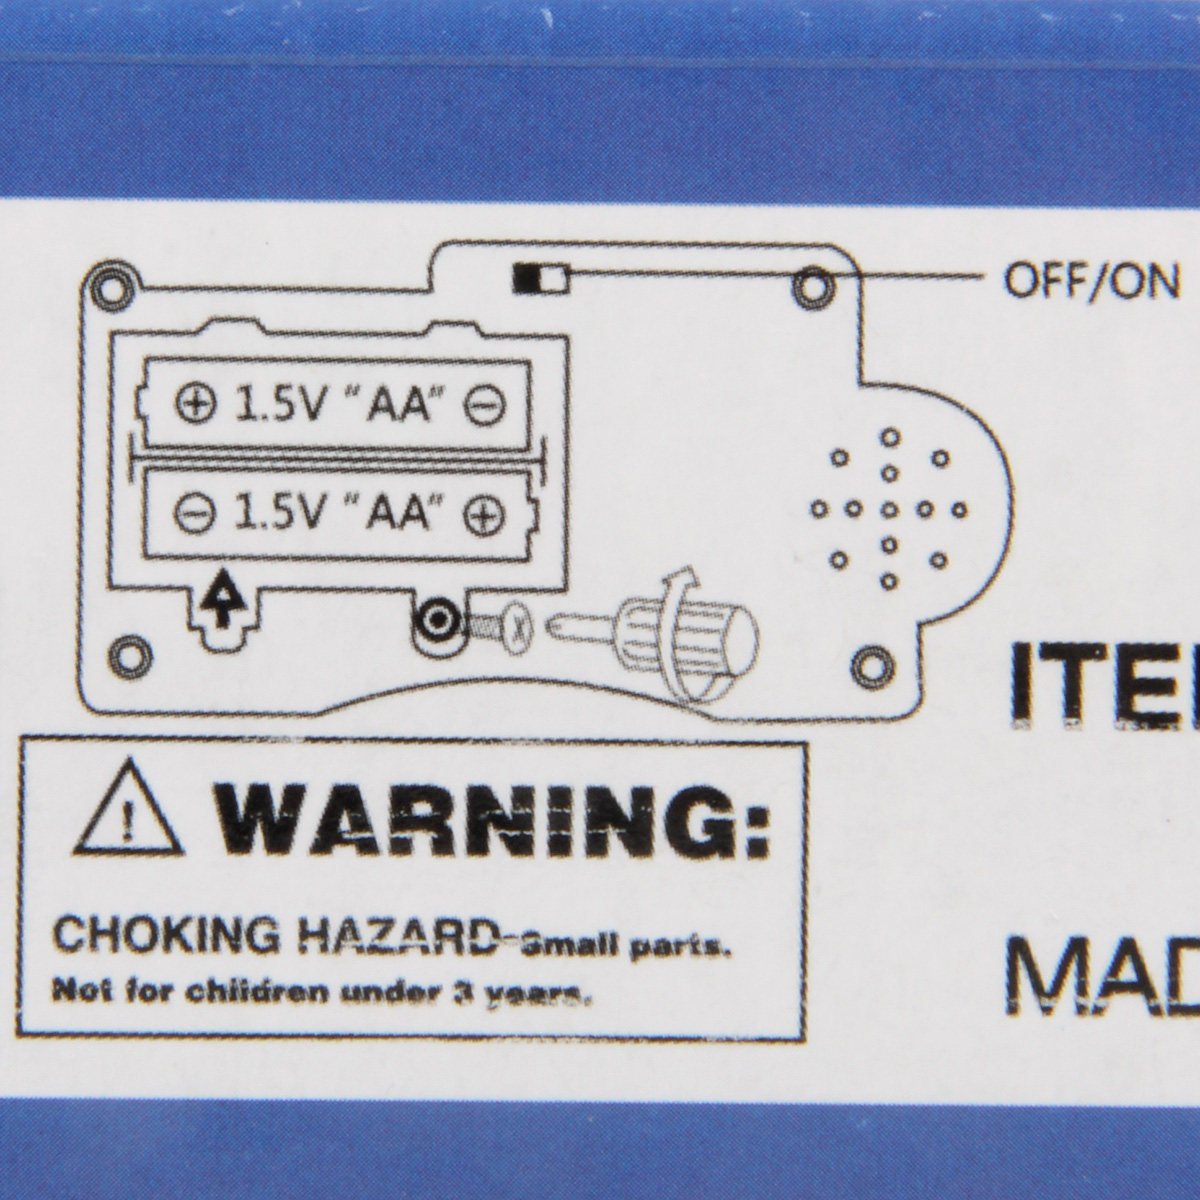 OFF/ON
⊕ 1.5V "AA" ⊖
⊖ 1.5V "AA" ⊕
ITE
WARNING:
CHOKING HAZARD-Small parts.
MAD
Not for children under 3 years.